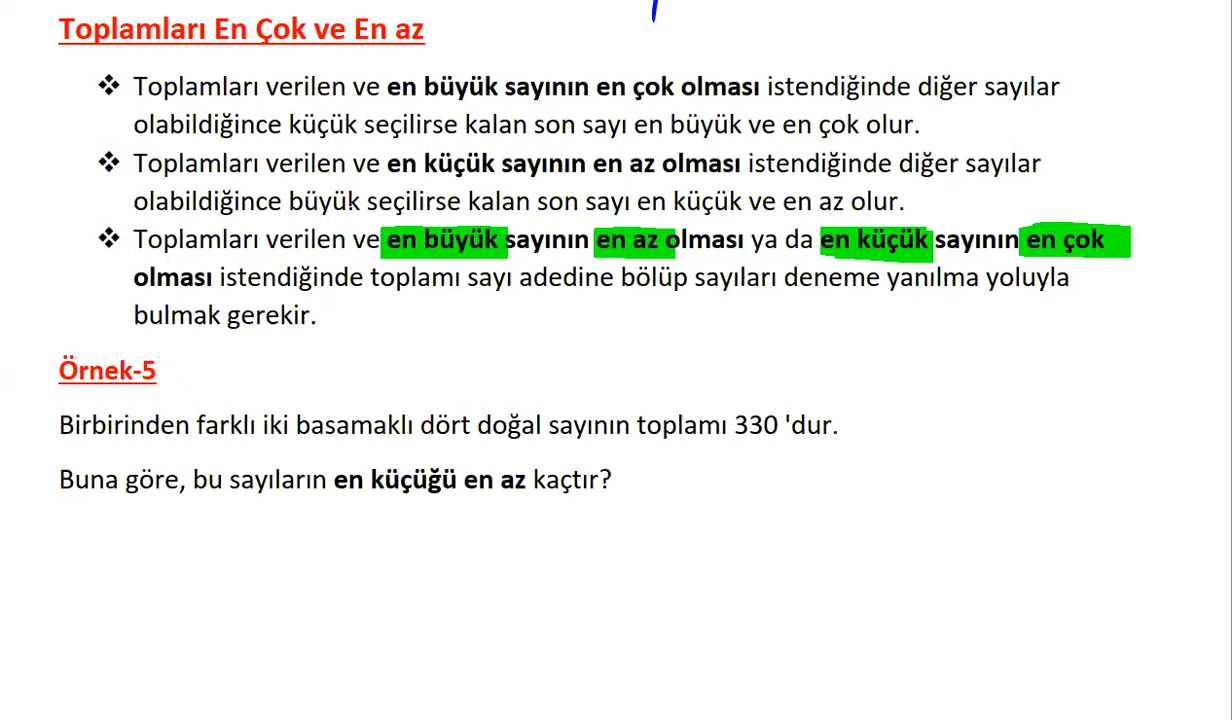 Toplamları En Çok ve En az
❖ Toplamları verilen ve en büyük sayının en çok olması istendiğinde diğer sayılar
olabildiğince küçük seçilirse kalan son sayı en büyük ve en çok olur.
❖ Toplamları verilen ve en küçük sayının en az olması istendiğinde diğer sayılar
olabildiğince büyük seçilirse kalan son sayı en küçük ve en az olur.
❖ Toplamları verilen ve en büyük sayının en az olması ya da en küçük sayının en çok
olması istendiğinde toplamı sayı adedine bölüp sayıları deneme yanılma yoluyla
bulmak gerekir.
Örnek-5
Birbirinden farklı iki basamaklı dört doğal sayının toplamı 330 'dur.
Buna göre, bu sayıların en küçüğü en az kaçtır?